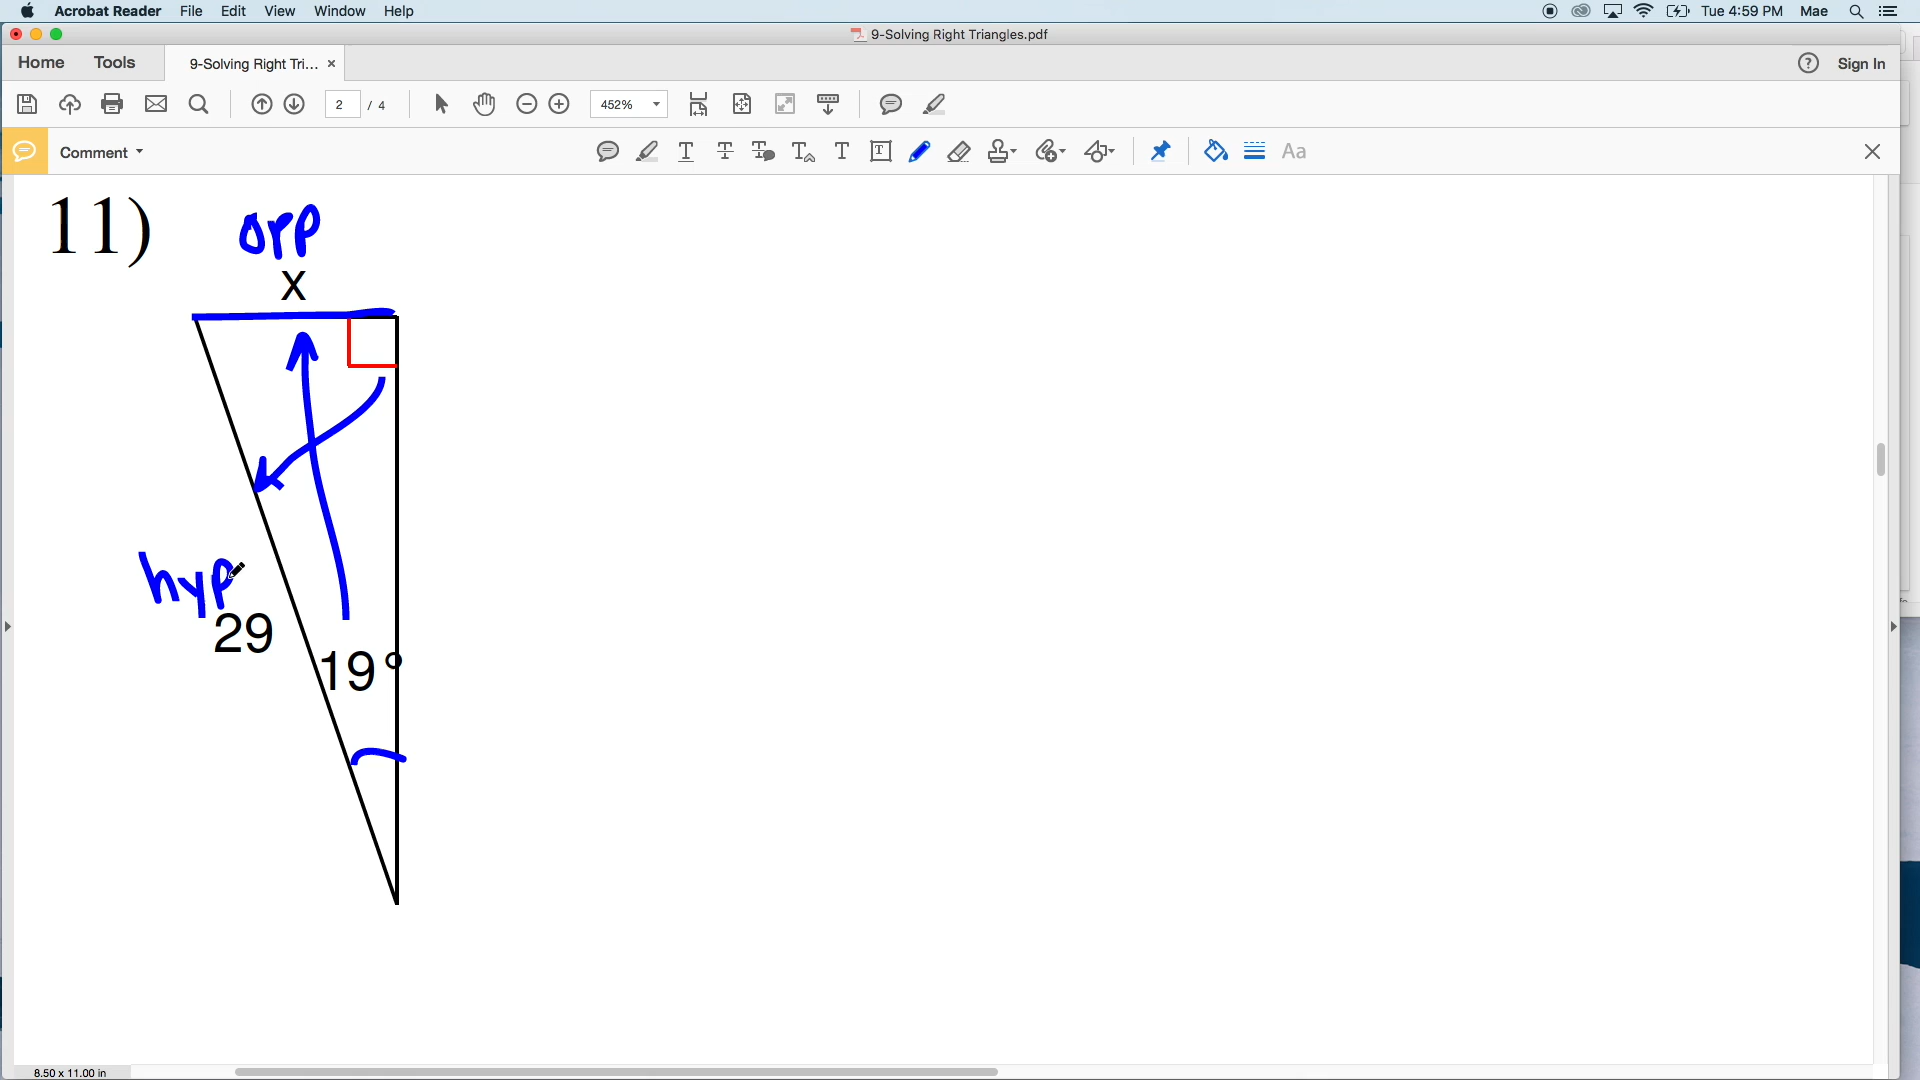 Acrobat Reader File Edit View Window Help Tue 4:59 PM Mae
9-Solving Right Triangles.pdf
Home Tools 9-Solving Right Tri... × ? Sign In
2 / 4 452%
Comment T T T T T T Aa
11)
opp
x
hyp
29
19°
8.50 x 11.00 in